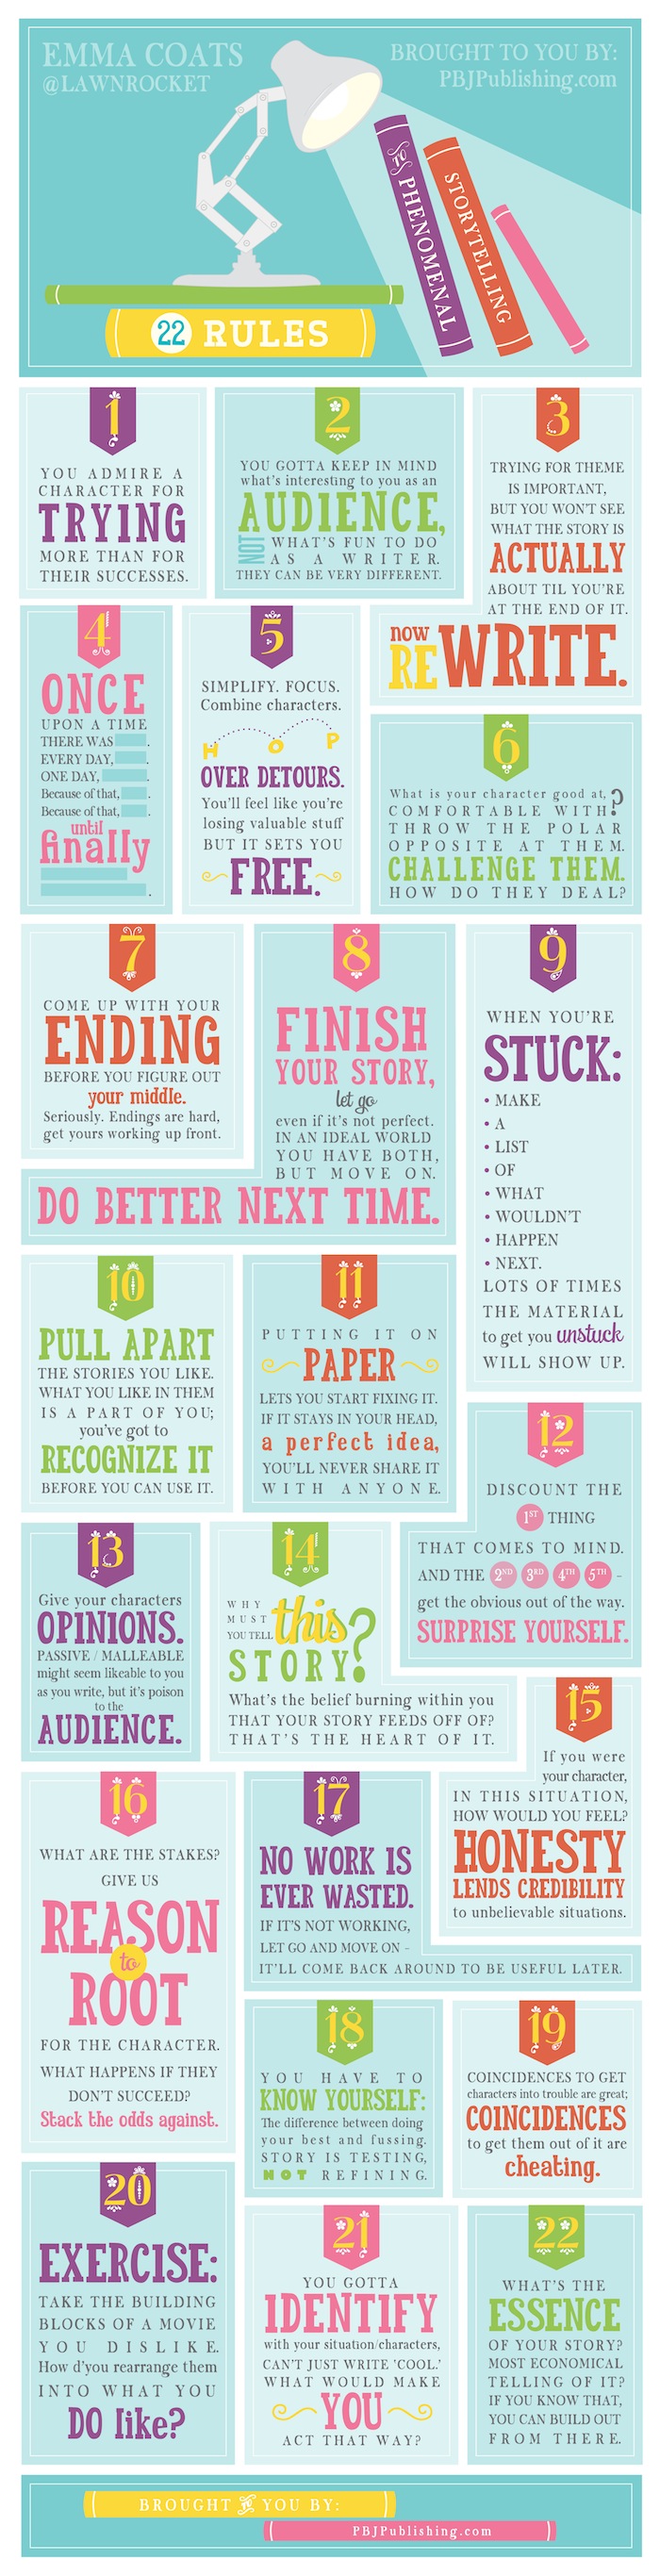 EMMA COATS
@LAWNROCKET
BROUGHT TO YOU BY:
PBJPublishing.com
22 RULES
to PHENOMENAL
STORYTELLING
1
YOU ADMIRE A
CHARACTER FOR
TRYING
MORE THAN FOR
THEIR SUCCESSES.
2
YOU GOTTA KEEP IN MIND
what's interesting to you as an
AUDIENCE,
NOT WHAT'S FUN TO DO
AS A WRITER.
THEY CAN BE VERY DIFFERENT.
3
TRYING FOR THEME
IS IMPORTANT,
BUT YOU WON'T SEE
WHAT THE STORY IS
ACTUALLY
ABOUT TIL YOU'RE
AT THE END OF IT.
now
REWRITE.
4
ONCE
UPON A TIME
THERE WAS .
EVERY DAY, .
ONE DAY, .
Because of that, .
Because of that, .
until
finally
.
5
SIMPLIFY. FOCUS.
Combine characters.
HOP
OVER DETOURS.
You'll feel like you're
losing valuable stuff
BUT IT SETS YOU
FREE.
6
What is your character good at,
COMFORTABLE WITH?
THROW THE POLAR
OPPOSITE AT THEM.
CHALLENGE THEM.
HOW DO THEY DEAL?
7
COME UP WITH YOUR
ENDING
BEFORE YOU FIGURE OUT
your middle.
Seriously. Endings are hard,
get yours working up front.
8
FINISH
YOUR STORY,
let go
even if it's not perfect.
IN AN IDEAL WORLD
YOU HAVE BOTH,
BUT MOVE ON.
DO BETTER NEXT TIME.
9
WHEN YOU'RE
STUCK:
• MAKE
• A
• LIST
• OF
• WHAT
• WOULDN'T
• HAPPEN
• NEXT.
LOTS OF TIMES
THE MATERIAL
to get you unstuck
WILL SHOW UP.
10
PULL APART
THE STORIES YOU LIKE.
WHAT YOU LIKE IN THEM
IS A PART OF YOU;
you've got to
RECOGNIZE IT
BEFORE YOU CAN USE IT.
11
PUTTING IT ON
PAPER
LETS YOU START FIXING IT.
IF IT STAYS IN YOUR HEAD,
a perfect idea,
YOU'LL NEVER SHARE IT
WITH ANYONE.
12
DISCOUNT THE
1ST THING
THAT COMES TO MIND.
AND THE 2ND 3RD 4TH 5TH –
get the obvious out of the way.
SURPRISE YOURSELF.
13
Give your characters
OPINIONS.
PASSIVE / MALLEABLE
might seem likeable to you
as you write, but it's poison
to the
AUDIENCE.
14
WHY
MUST
YOU TELL this
STORY?
What's the belief burning within you
THAT YOUR STORY FEEDS OFF OF?
THAT'S THE HEART OF IT.
15
If you were
your character,
IN THIS SITUATION,
HOW WOULD YOU FEEL?
HONESTY
LENDS CREDIBILITY
to unbelievable situations.
16
WHAT ARE THE STAKES?
GIVE US
REASON
to
ROOT
FOR THE CHARACTER.
WHAT HAPPENS IF THEY
DON'T SUCCEED?
Stack the odds against.
17
NO WORK IS
EVER WASTED.
IF IT'S NOT WORKING,
LET GO AND MOVE ON –
IT'LL COME BACK AROUND TO BE USEFUL LATER.
18
YOU HAVE TO
KNOW YOURSELF:
The difference between doing
your best and fussing.
STORY IS TESTING,
NOT REFINING.
19
COINCIDENCES TO GET
characters into trouble are great;
COINCIDENCES
to get them out of it are
cheating.
20
EXERCISE:
TAKE THE BUILDING
BLOCKS OF A MOVIE
YOU DISLIKE.
How d'you rearrange them
INTO WHAT YOU
DO like?
21
YOU GOTTA
IDENTIFY
with your situation/characters,
CAN'T JUST WRITE 'COOL.'
WHAT WOULD MAKE
YOU
ACT THAT WAY?
22
WHAT'S THE
ESSENCE
OF YOUR STORY?
MOST ECONOMICAL
TELLING OF IT?
IF YOU KNOW THAT,
YOU CAN BUILD OUT
FROM THERE.
BROUGHT to YOU BY:
PBJPublishing.com